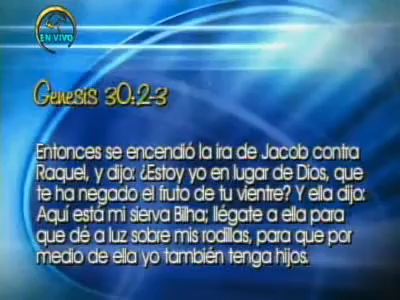 EN VIVO
Genesis 30:2-3
Entonces se encendió la ira de Jacob contra
Raquel, y dijo: ¿Estoy yo en lugar de Dios, que
te ha negado el fruto de tu vientre? Y ella dijo:
Aquí está mi sierva Bilha; llégate a ella para
que dé a luz sobre mis rodillas, para que por
medio de ella yo también tenga hijos.